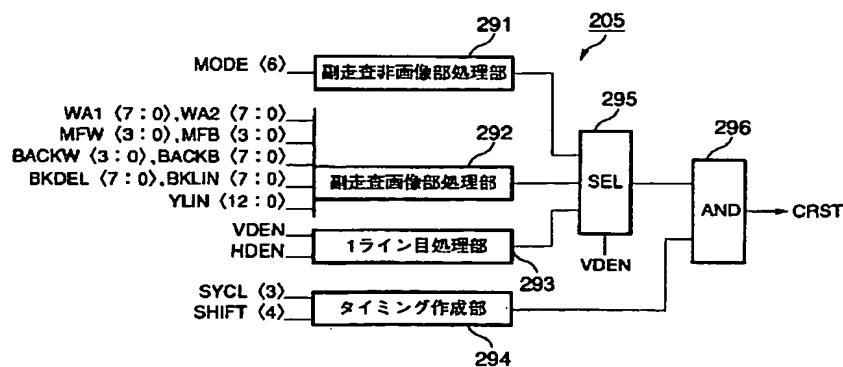 205
291
MODE〈6〉
副走査非画像部処理部
WA1〈7:0〉,WA2〈7:0〉
MFW〈3:0〉,MFB〈3:0〉
BACKW〈3:0〉,BACKB〈7:0〉
BKDEL〈7:0〉,BKLIN〈7:0〉
YLIN〈12:0〉
292
副走査画像部処理部
295
SEL
VDEN
296
AND
CRST
VDEN
HDEN
1ライン目処理部
293
SYCL〈3〉
SHIFT〈4〉
タイミング作成部
294